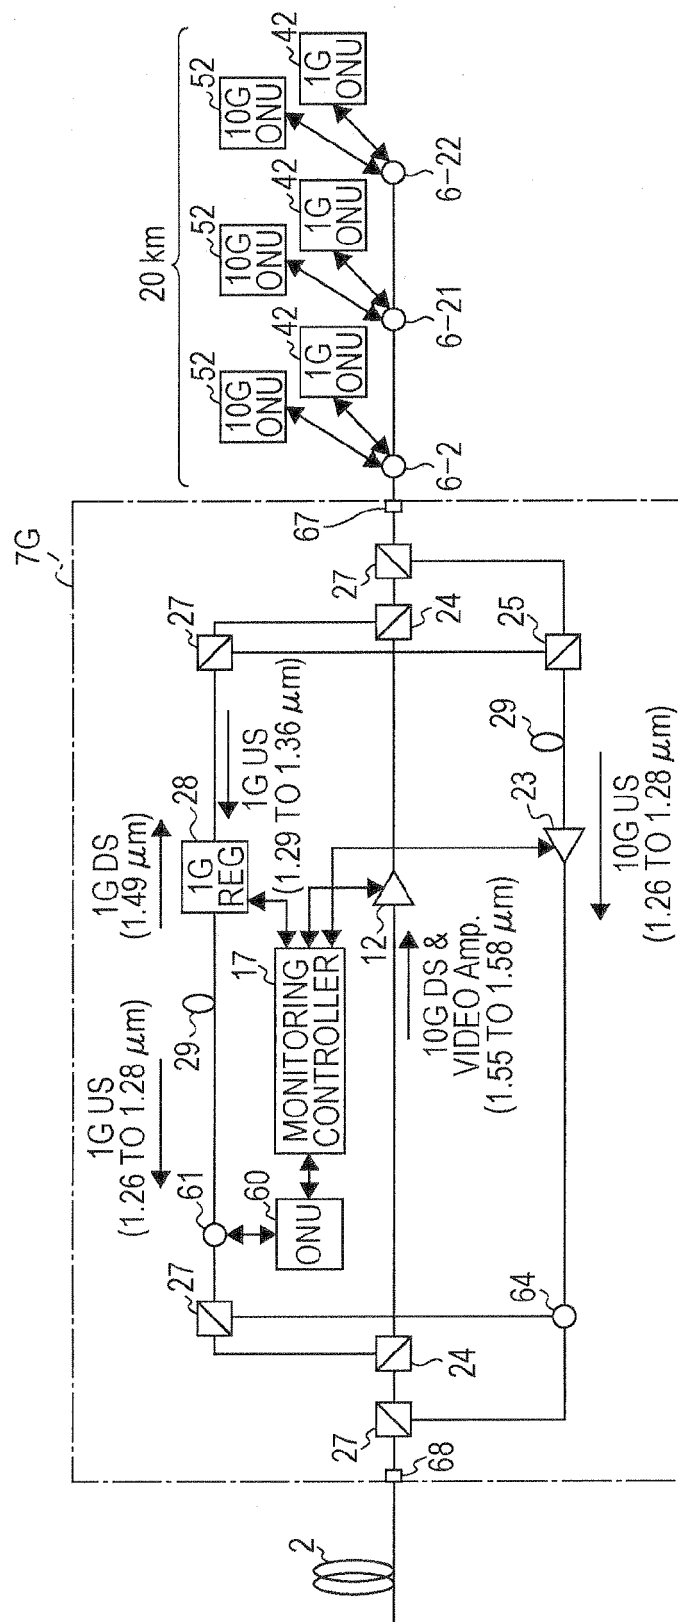 7G
20 km
52
10G
ONU
42
1G
ONU
52
10G
ONU
42
1G
ONU
52
10G
ONU
42
1G
ONU
6-2
6-21
6-22
67
68
2
27
24
27
27
24
27
25
1G US
(1.26 TO 1.28 μm)
1G DS
(1.49 μm)
1G US
(1.29 TO 1.36 μm)
61
29
28
1G
REG
60
ONU
17
MONITORING
CONTROLLER
12
10G DS &
VIDEO Amp.
(1.55 TO 1.58 μm)
64
23
29
10G US
(1.26 TO 1.28 μm)